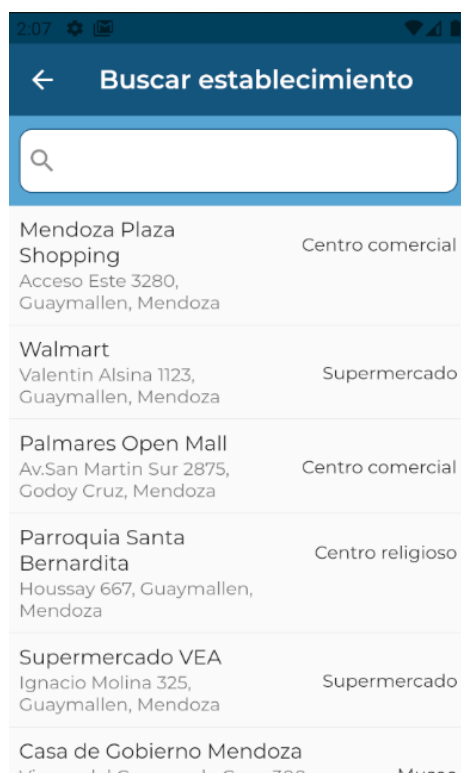 2:07
Buscar establecimiento
Mendoza Plaza
Shopping
Centro comercial
Acceso Este 3280,
Guaymallen, Mendoza
Walmart
Valentin Alsina 1123,
Guaymallen, Mendoza
Supermercado
Palmares Open Mall
Av.San Martin Sur 2875,
Godoy Cruz, Mendoza
Centro comercial
Parroquia Santa
Bernardita
Centro religioso
Houssay 667, Guaymallen,
Mendoza
Supermercado VEA
Ignacio Molina 325,
Guaymallen, Mendoza
Supermercado
Casa de Gobierno Mendoza
Museo